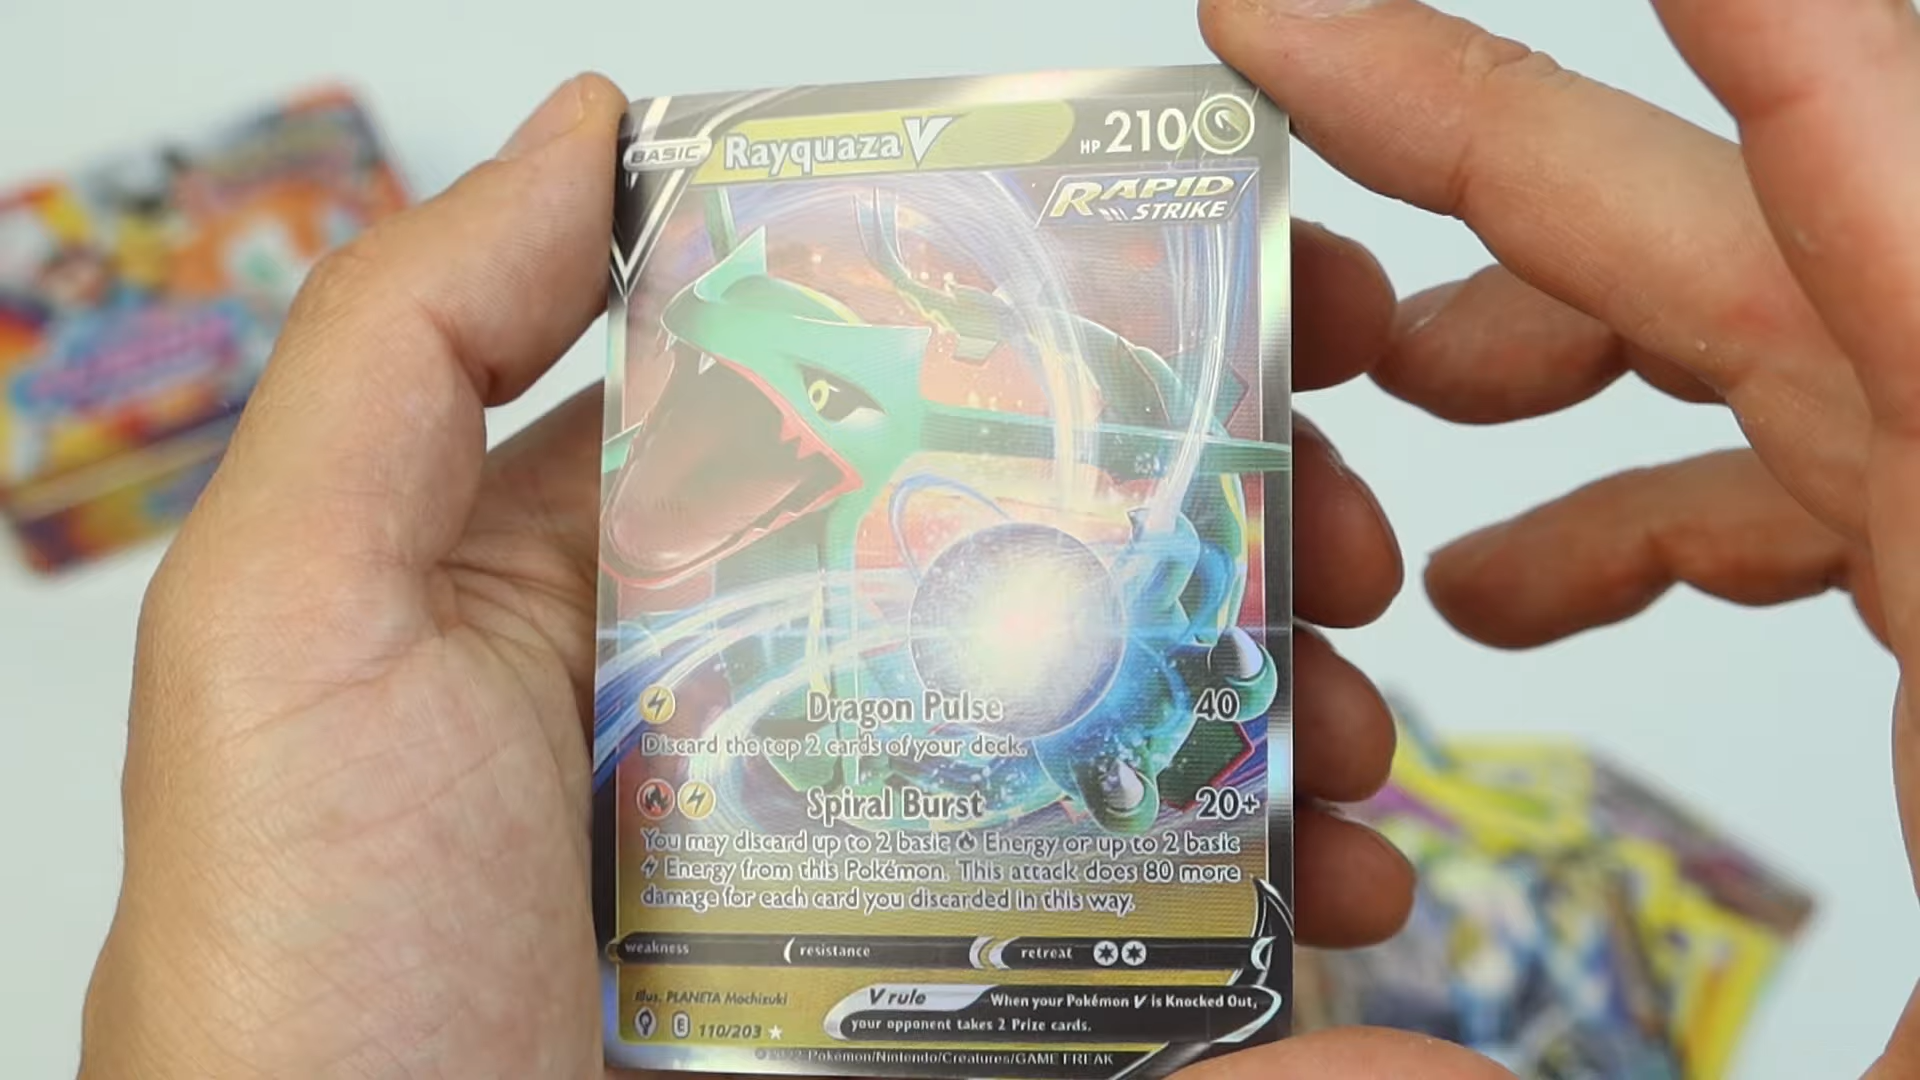 BASIC Rayquaza V HP 210
RAPID
STRIKE
Dragon Pulse 40
Discard the top 2 cards of your deck.
Spiral Burst 20+
You may discard up to 2 basic Energy or up to 2 basic
Energy from this Pokémon. This attack does 80 more
damage for each card you discarded in this way.
weakness resistance retreat
Illus. PLANETA Mochizuki
V rule When your Pokémon V is Knocked Out,
your opponent takes 2 Prize cards.
E 110/203
Pokémon/Nintendo/Creatures/GAME FREAK